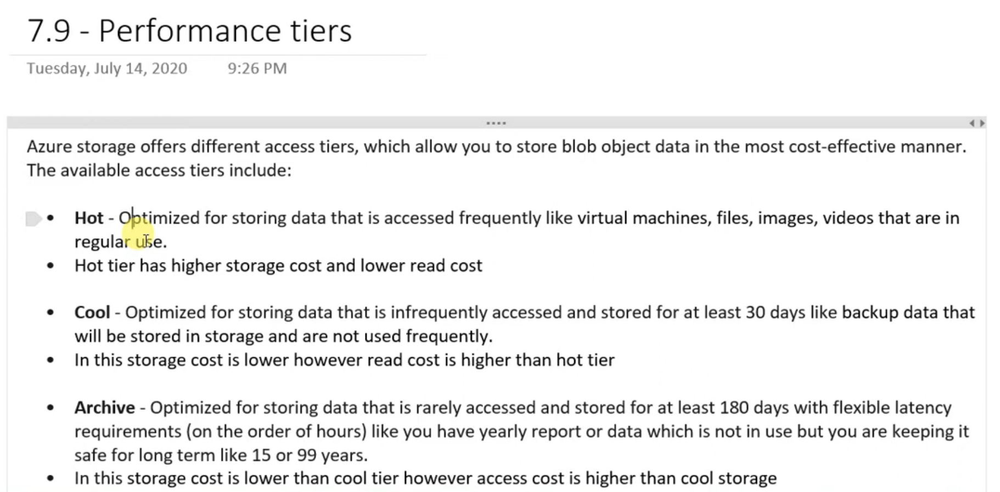 7.9 - Performance tiers
Tuesday, July 14, 2020 9:26 PM
Azure storage offers different access tiers, which allow you to store blob object data in the most cost-effective manner.
The available access tiers include:
• Hot - Optimized for storing data that is accessed frequently like virtual machines, files, images, videos that are in
regular use.
• Hot tier has higher storage cost and lower read cost
• Cool - Optimized for storing data that is infrequently accessed and stored for at least 30 days like backup data that
will be stored in storage and are not used frequently.
• In this storage cost is lower however read cost is higher than hot tier
• Archive - Optimized for storing data that is rarely accessed and stored for at least 180 days with flexible latency
requirements (on the order of hours) like you have yearly report or data which is not in use but you are keeping it
safe for long term like 15 or 99 years.
• In this storage cost is lower than cool tier however access cost is higher than cool storage